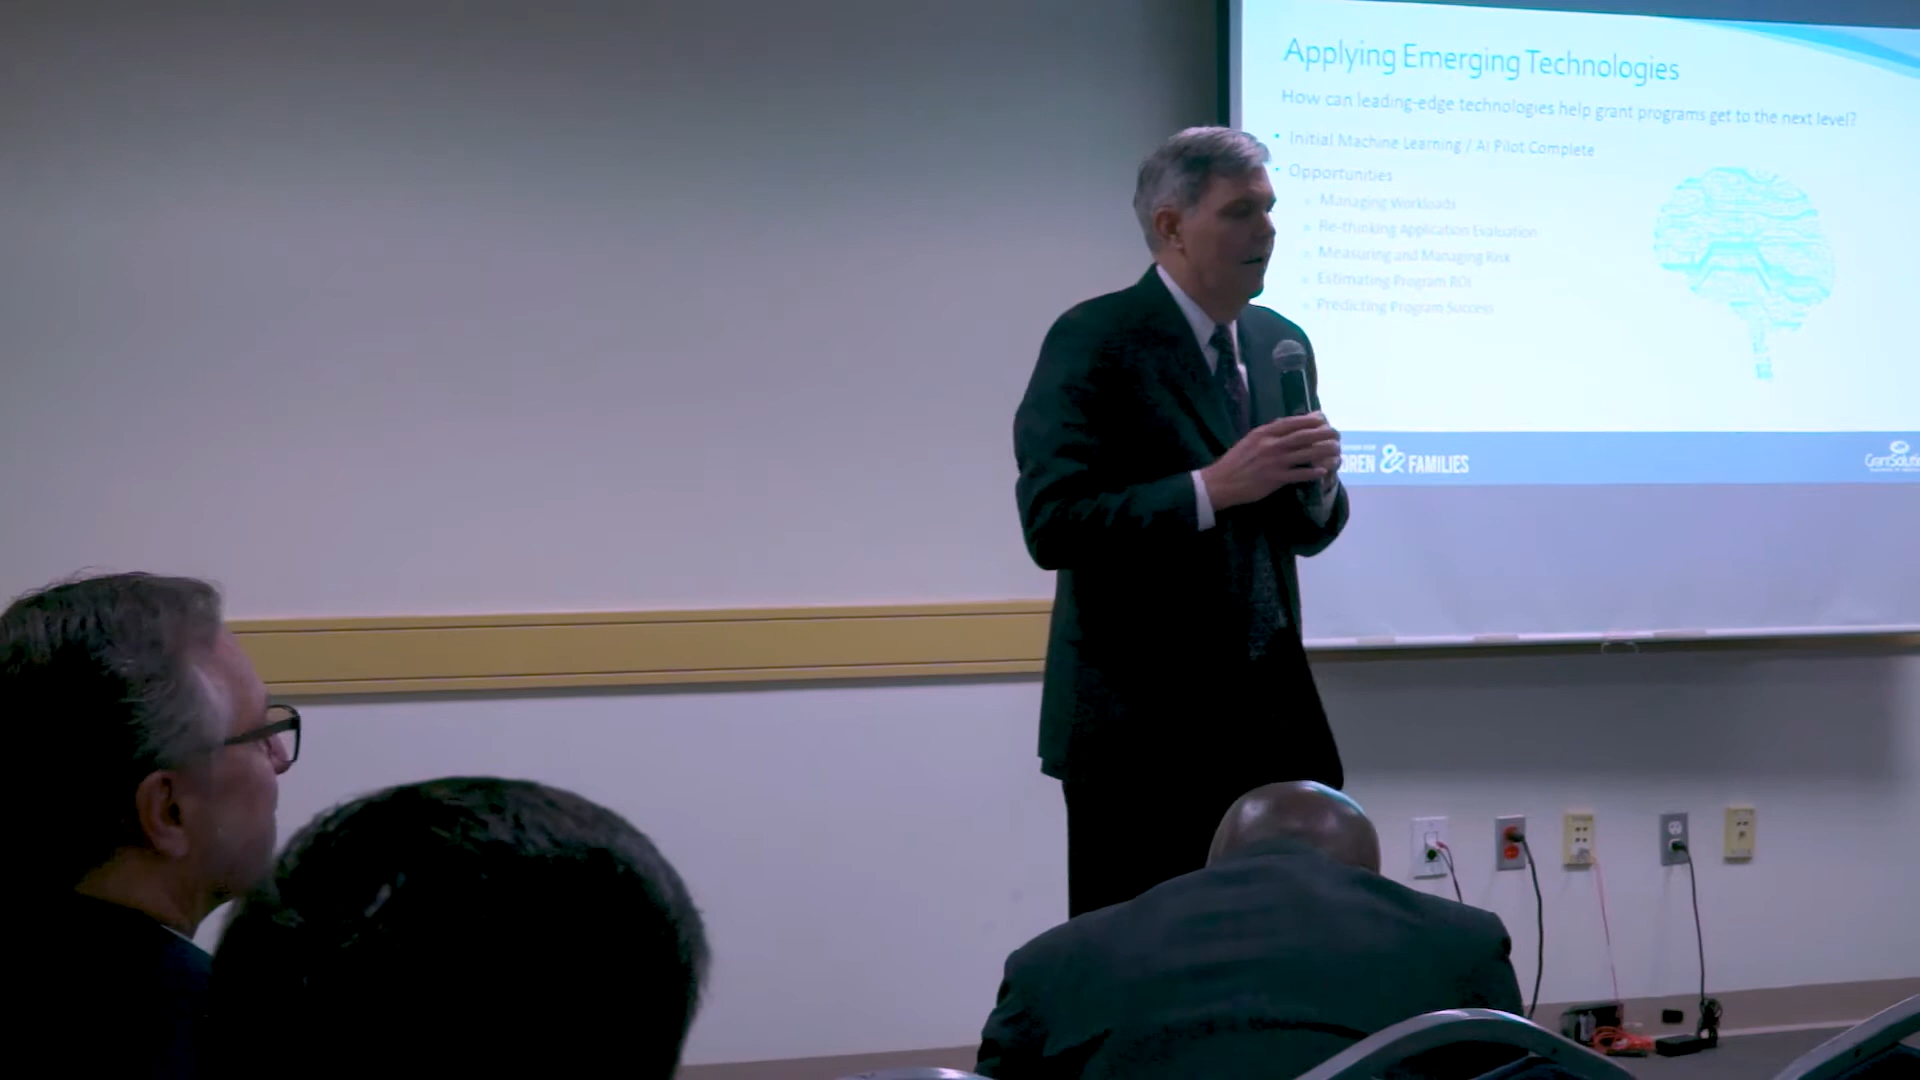 Applying Emerging Technologies
How can leading-edge technologies help grant programs get to the next level?
Initial Machine Learning / AI Pilot Complete
Opportunities
Managing Workloads
Re-thinking Application Evaluation
Measuring and Managing Risk
Estimating Program ROI
Predicting Program Success
DREN & FAMILIES
GrantSoluti